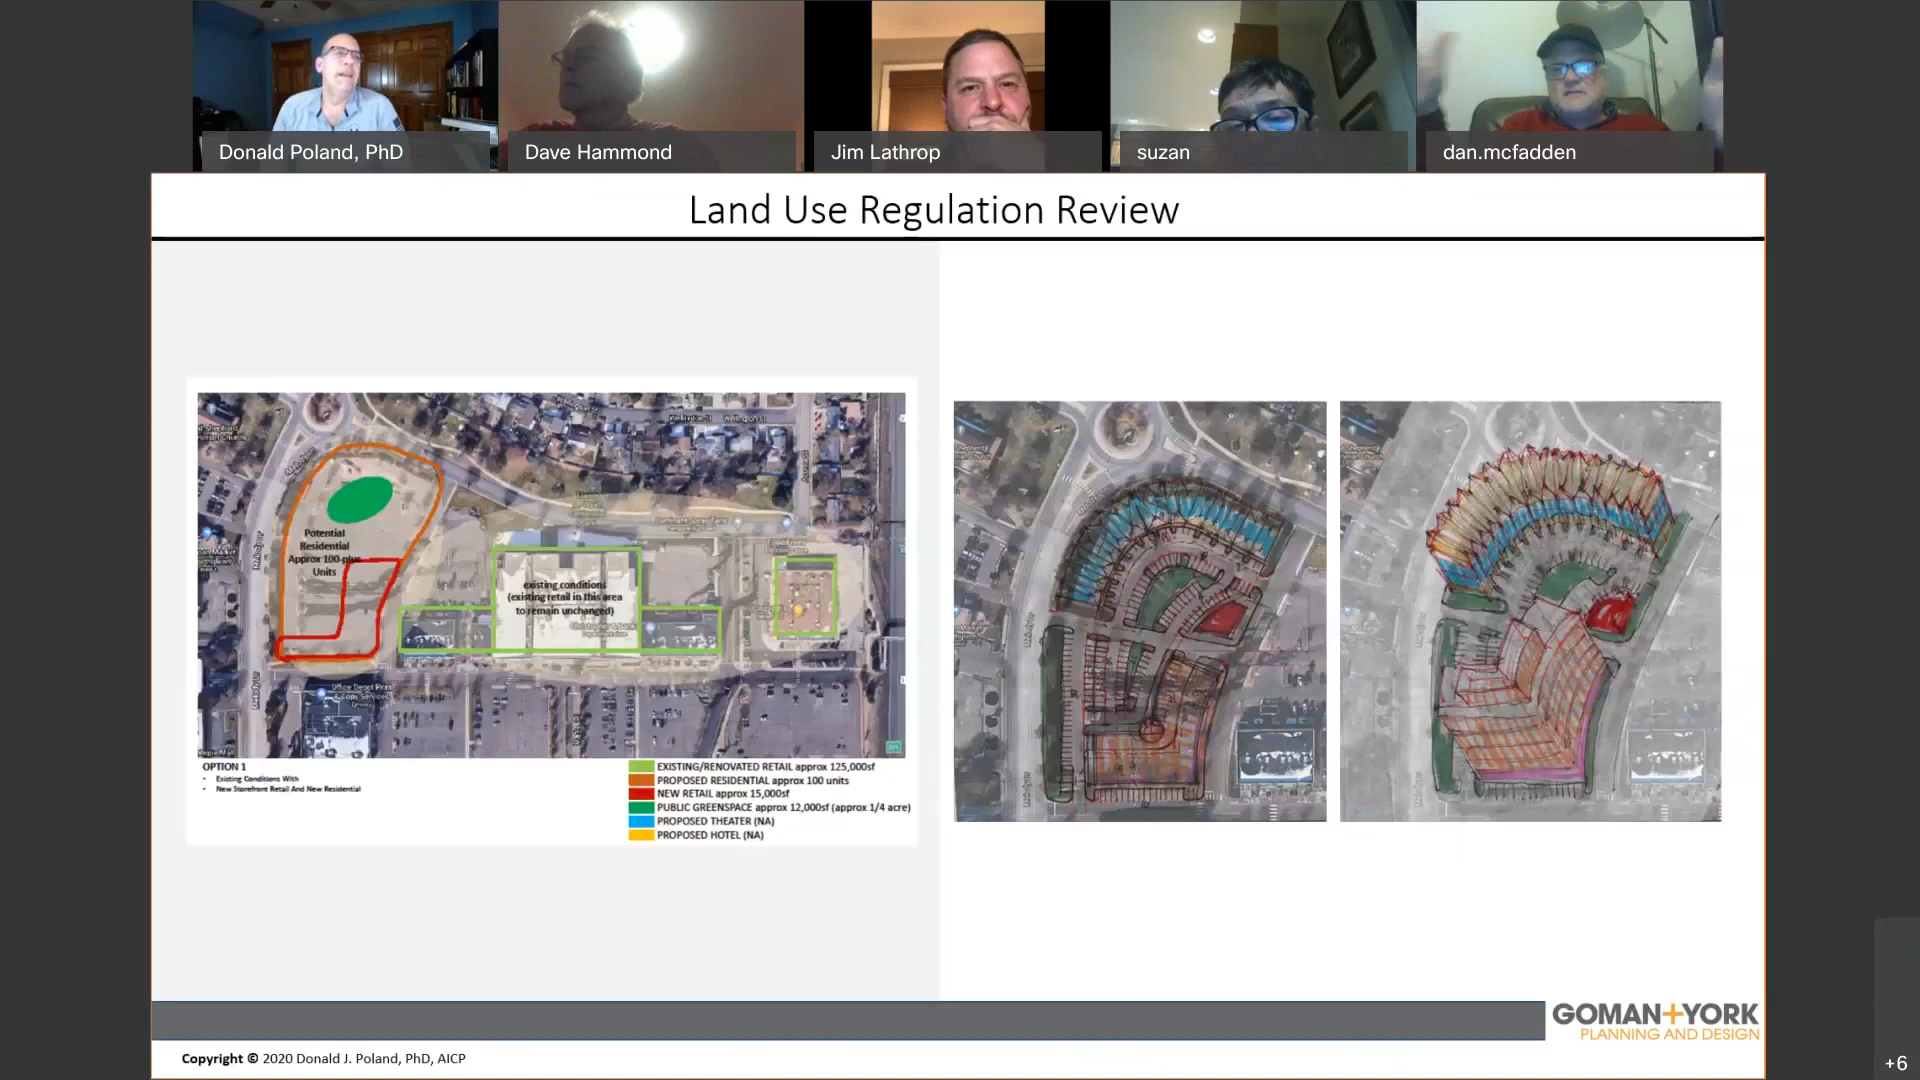 Donald Poland, PhD
Dave Hammond
Jim Lathrop
suzan
dan.mcfadden
Land Use Regulation Review
Potential
Residential
Approx 100-plus
Units
existing conditions
(existing retail in this area
to remain unchanged)
Office Depot Print
OPTION 1
Existing Conditions With
New Storefront Retail And New Residential
EXISTING/RENOVATED RETAIL approx 125,000sf
PROPOSED RESIDENTIAL approx 100 units
NEW RETAIL approx 15,000sf
PUBLIC GREENSPACE approx 12,000sf (approx 1/4 acre)
PROPOSED THEATER (NA)
PROPOSED HOTEL (NA)
GOMAN+YORK
PLANNING AND DESIGN
Copyright © 2020 Donald J. Poland, PhD, AICP
+6